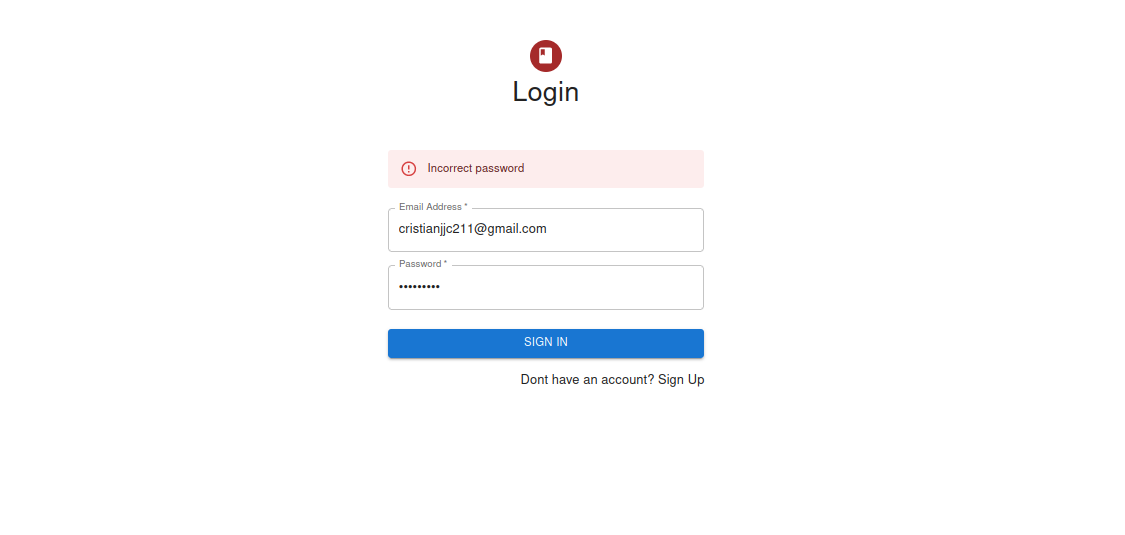 Login
Incorrect password
Email Address *
cristianjjc211@gmail.com
Password *
•••••••••
SIGN IN
Dont have an account? Sign Up